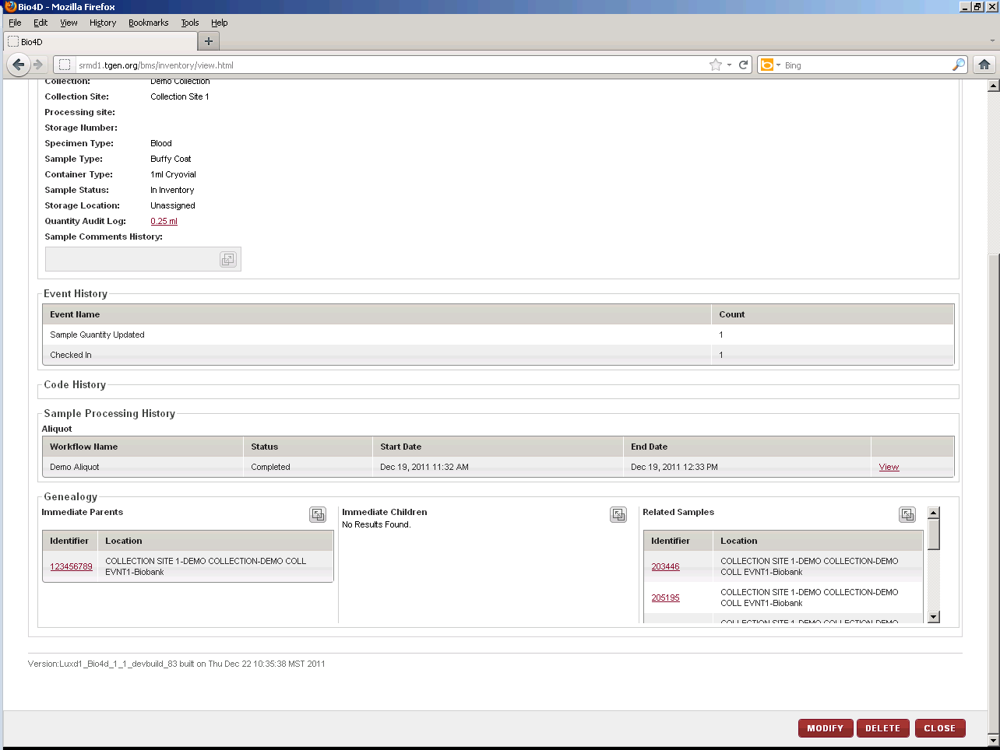 Bio4D - Mozilla Firefox
File Edit View History Bookmarks Tools Help
Bio4D
srmd1.tgen.org/bms/inventory/view.html
Bing
Collection: Demo Collection
Collection Site: Collection Site 1
Processing site:
Storage Number:
Specimen Type: Blood
Sample Type: Buffy Coat
Container Type: 1ml Cryovial
Sample Status: In Inventory
Storage Location: Unassigned
Quantity Audit Log: 0.25 ml
Sample Comments History:
Event History
Event Name Count
Sample Quantity Updated 1
Checked In 1
Code History
Sample Processing History
Aliquot
Workflow Name Status Start Date End Date
Demo Aliquot Completed Dec 19, 2011 11:32 AM Dec 19, 2011 12:33 PM View
Genealogy
Immediate Parents
Identifier Location
123456789 COLLECTION SITE 1-DEMO COLLECTION-DEMO COLL
EVNT1-Biobank
Immediate Children
No Results Found.
Related Samples
Identifier Location
203446 COLLECTION SITE 1-DEMO COLLECTION-DEMO
COLL EVNT1-Biobank
205195 COLLECTION SITE 1-DEMO COLLECTION-DEMO
COLL EVNT1-Biobank
COLLECTION SITE 1-DEMO COLLECTION-DEMO
Version:Luxd1_Bio4d_1_1_devbuild_83 built on Thu Dec 22 10:35:38 MST 2011
MODIFY DELETE CLOSE